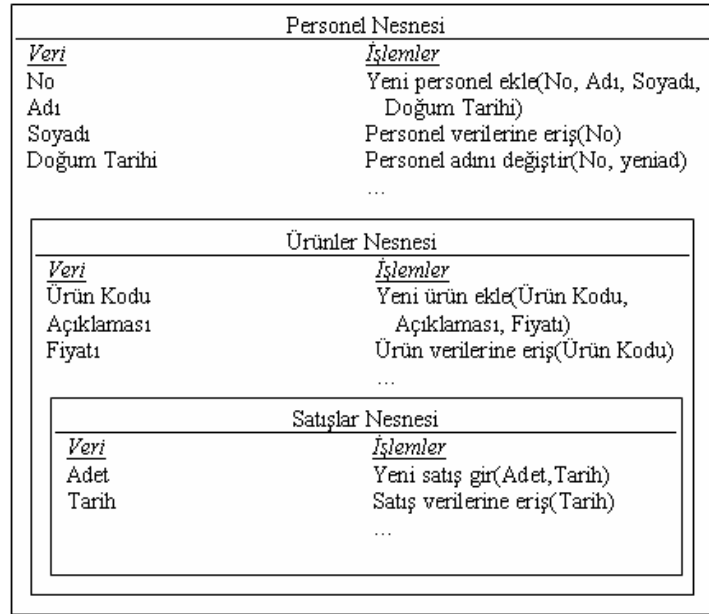 Personel Nesnesi
Veri İşlemler
No Yeni personel ekle(No, Adı, Soyadı,
Adı Doğum Tarihi)
Soyadı Personel verilerine eriş(No)
Doğum Tarihi Personel adını değiştir(No, yeniad)
...
Ürünler Nesnesi
Veri İşlemler
Ürün Kodu Yeni ürün ekle(Ürün Kodu,
Açıklaması Açıklaması, Fiyatı)
Fiyatı Ürün verilerine eriş(Ürün Kodu)
...
Satışlar Nesnesi
Veri İşlemler
Adet Yeni satış gir(Adet,Tarih)
Tarih Satış verilerine eriş(Tarih)
...